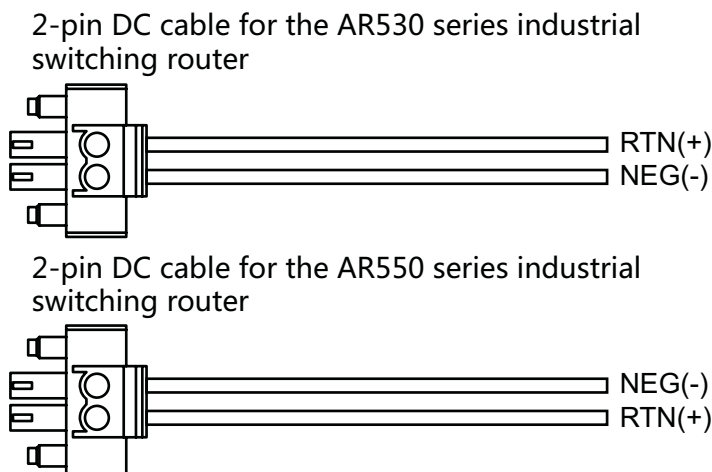 2-pin DC cable for the AR530 series industrial
switching router
RTN(+)
NEG(-)
2-pin DC cable for the AR550 series industrial
switching router
NEG(-)
RTN(+)